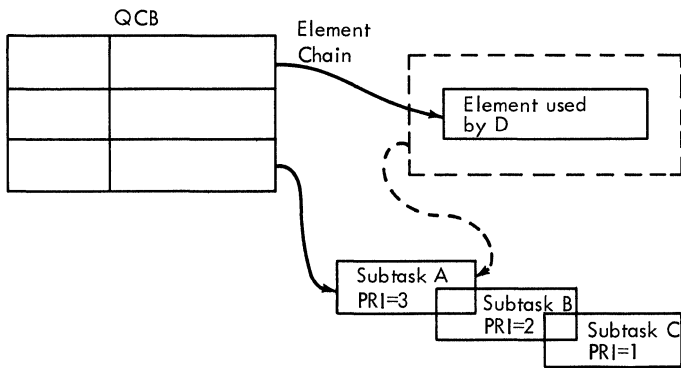 QCB
Element
Chain
Element used
by D
Subtask A
PRI=3
Subtask B
PRI=2
Subtask C
PRI=1